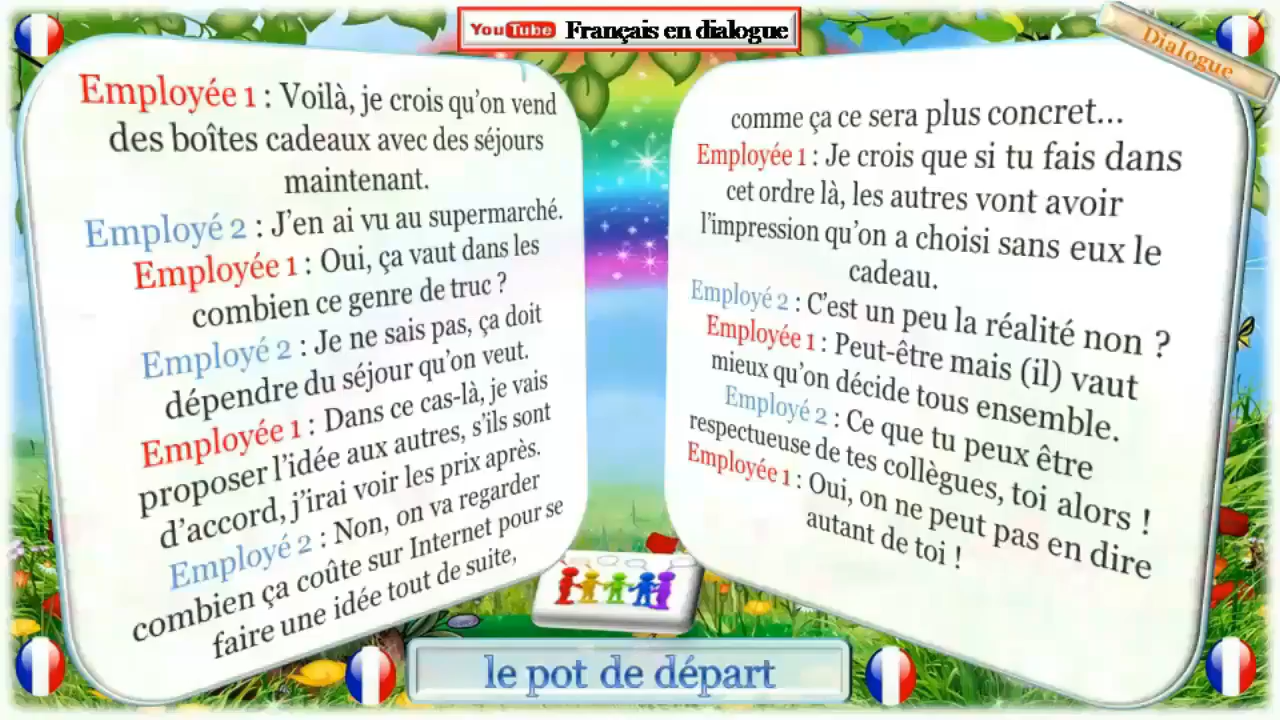 YouTube Français en dialogue
Dialogue
Employée 1 : Voilà, je crois qu'on vend
des boîtes cadeaux avec des séjours
maintenant.
Employé 2 : J'en ai vu au supermarché.
Employée 1 : Oui, ça vaut dans les
combien ce genre de truc ?
Employé 2 : Je ne sais pas, ça doit
dépendre du séjour qu'on veut.
Employée 1 : Dans ce cas-là, je vais
proposer l'idée aux autres, s'ils sont
d'accord, j'irai voir les prix après.
Employé 2 : Non, on va regarder
combien ça coûte sur Internet pour se
faire une idée tout de suite,
comme ça ce sera plus concret...
Employée 1 : Je crois que si tu fais dans
cet ordre là, les autres vont avoir
l'impression qu'on a choisi sans eux le
cadeau.
Employé 2 : C'est un peu la réalité non ?
Employée 1 : Peut-être mais (il) vaut
mieux qu'on décide tous ensemble.
Employé 2 : Ce que tu peux être
respectueuse de tes collègues, toi alors !
Employée 1 : Oui, on ne peut pas en dire
autant de toi !
le pot de départ